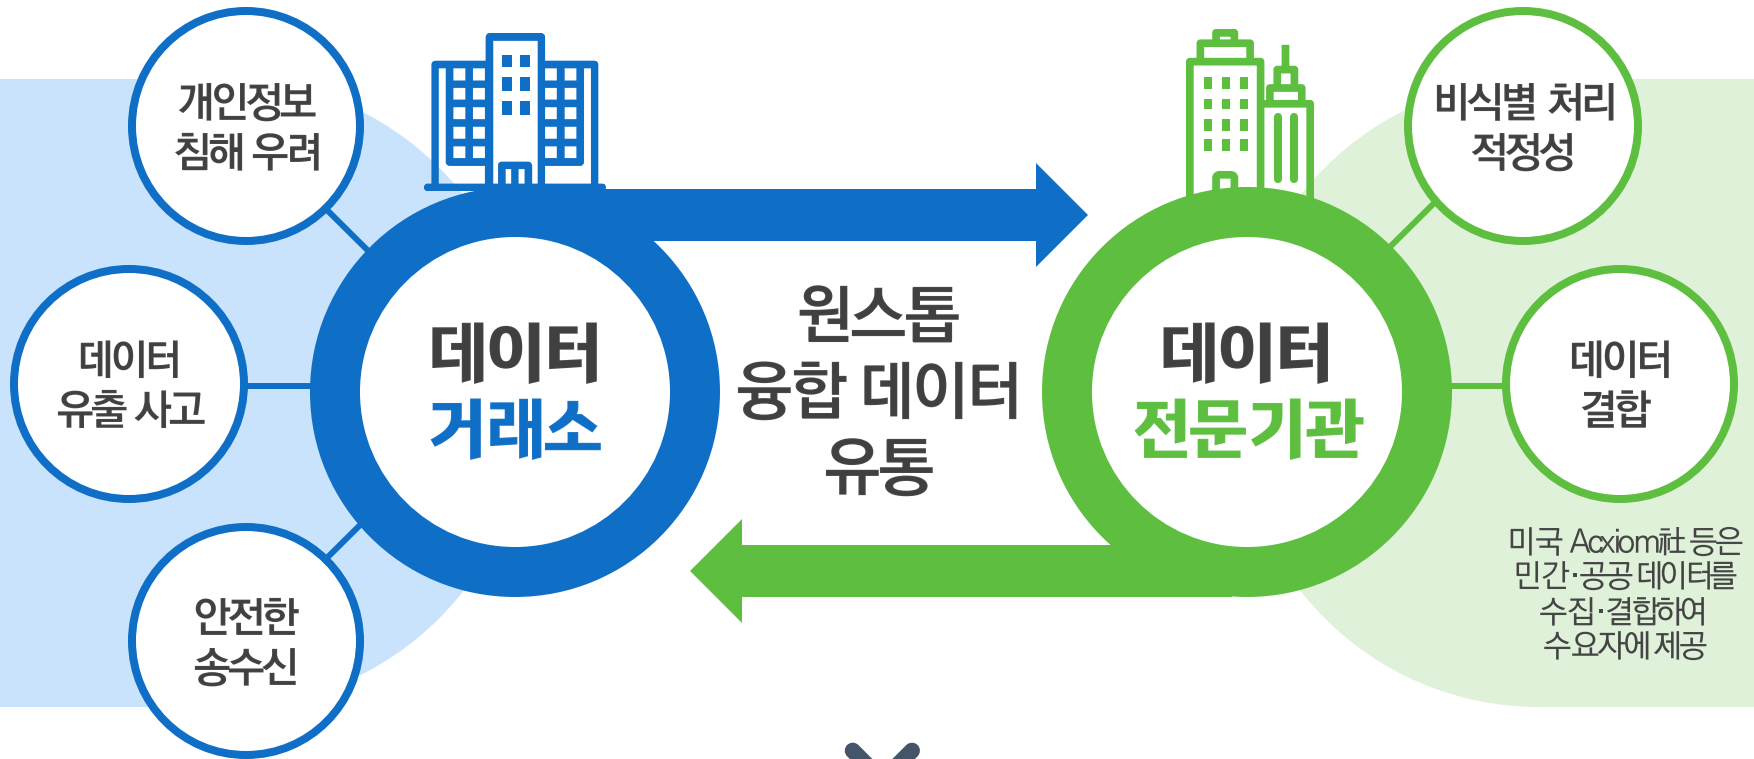 개인정보
침해 우려
데이터
유출 사고
안전한
송수신
데이터
거래소
원스톱
융합 데이터
유통
데이터
전문기관
비식별 처리
적정성
데이터
결합
미국 Acxiom社 등은
민간·공공 데이터를
수집·결합하여
수요자에 제공